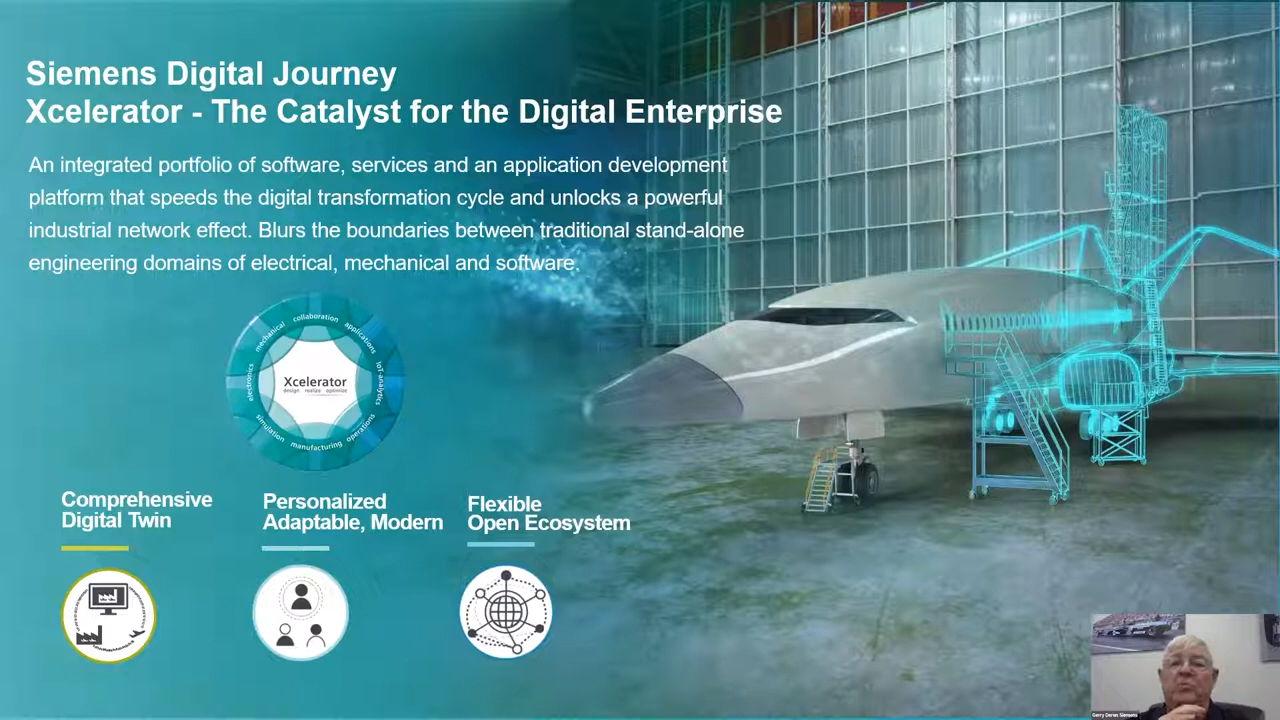 Siemens Digital Journey
Xcelerator - The Catalyst for the Digital Enterprise
An integrated portfolio of software, services and an application development
platform that speeds the digital transformation cycle and unlocks a powerful
industrial network effect. Blurs the boundaries between traditional stand-alone
engineering domains of electrical, mechanical and software.
mechanical
collaboration
applications
IoT-analytics
operations
manufacturing
simulation
electronics
Xcelerator
design realize optimize
Comprehensive
Digital Twin
Personalized
Adaptable, Modern
Flexible
Open Ecosystem
Gerry Deren Siemens